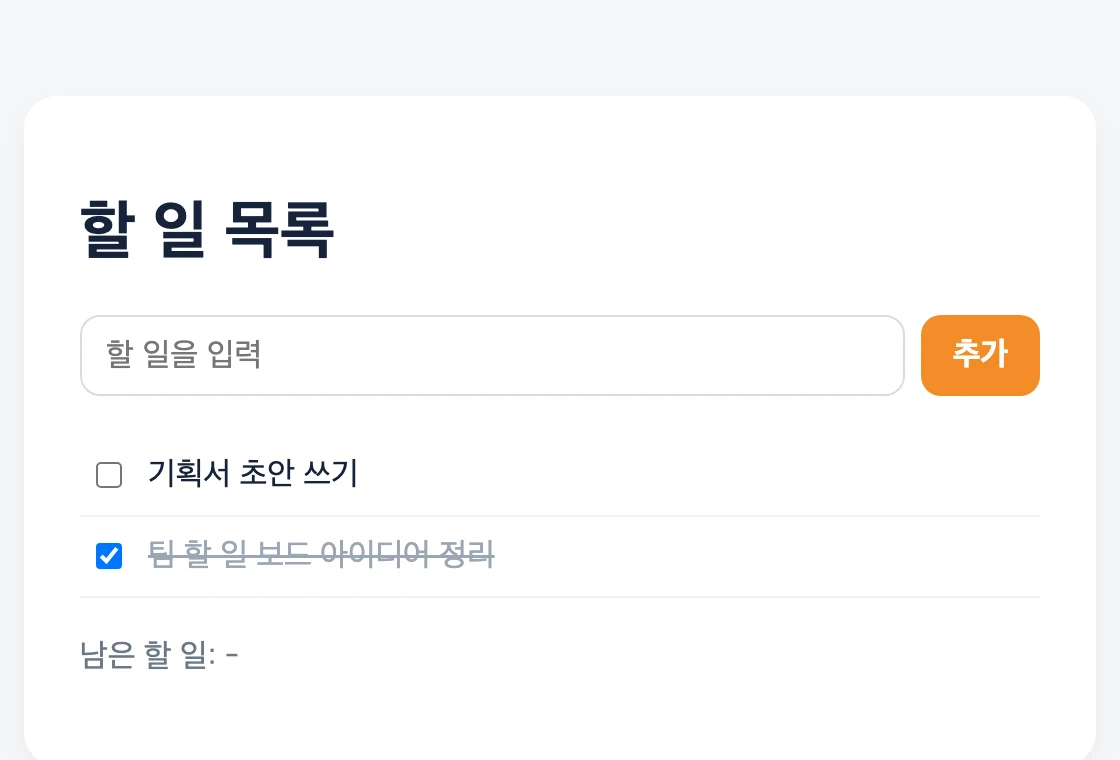 할 일 목록
할 일을 입력
추가
기획서 초안 쓰기
팀 할 일 보드 아이디어 정리
남은 할 일: –